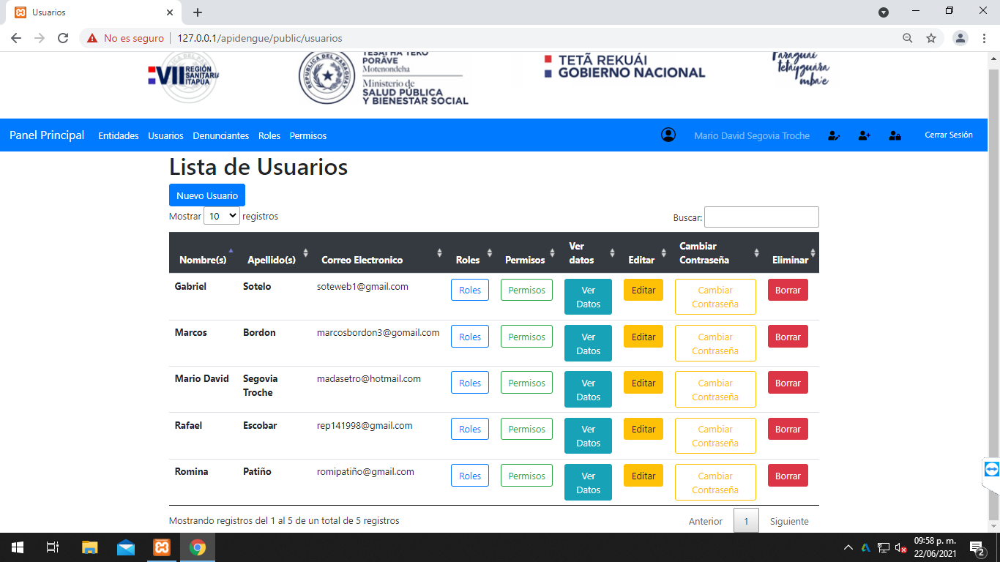 Usuarios
No es seguro
127.0.0.1/apidengue/public/usuarios
VII REGIÓN SANITARIA ITAPUA
REPUBLICA DEL PARAGUAY
TESÃI HA TEKO
PORÃVE
Motenondeha
Ministerio de
SALUD PÚBLICA
Y BIENESTAR SOCIAL
TETÃ REKUÁI
GOBIERNO NACIONAL
Paraguái
tetãyguára
mba'e
Panel Principal Entidades Usuarios Denunciantes Roles Permisos Mario David Segovia Troche Cerrar Sesión
Lista de Usuarios
Nuevo Usuario
Mostrar 10 registros Buscar:
Nombre(s) Apellido(s) Correo Electronico Roles Permisos Ver datos Editar Cambiar Contraseña Eliminar
Gabriel Sotelo soteweb1@gmail.com Roles Permisos Ver Datos Editar Cambiar Contraseña Borrar
Marcos Bordon marcosbordon3@gomail.com Roles Permisos Ver Datos Editar Cambiar Contraseña Borrar
Mario David Segovia Troche madasetro@hotmail.com Roles Permisos Ver Datos Editar Cambiar Contraseña Borrar
Rafael Escobar rep141998@gmail.com Roles Permisos Ver Datos Editar Cambiar Contraseña Borrar
Romina Patiño romipatiño@gmail.com Roles Permisos Ver Datos Editar Cambiar Contraseña Borrar
Mostrando registros del 1 al 5 de un total de 5 registros Anterior 1 Siguiente
09:58 p. m.
22/06/2021
2